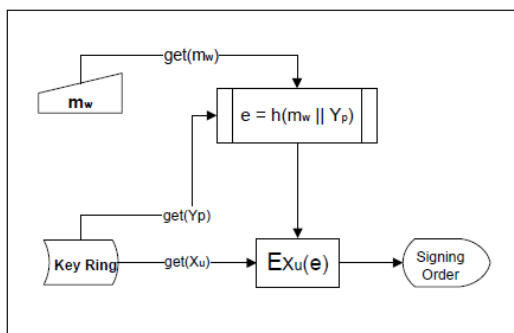 get(mw)
mw
e = h(mw || Yp)
get(Yp)
Key Ring
get(Xu)
EXu(e)
Signing
Order